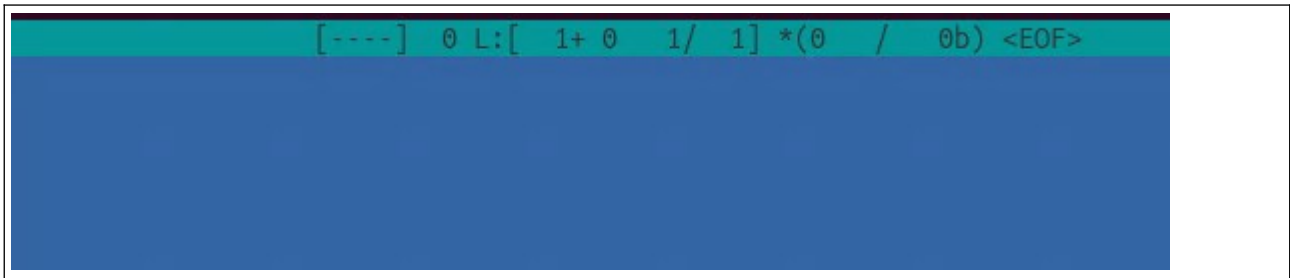 [----]  0 L:[  1+ 0   1/  1] *(0   /   0b) <EOF>